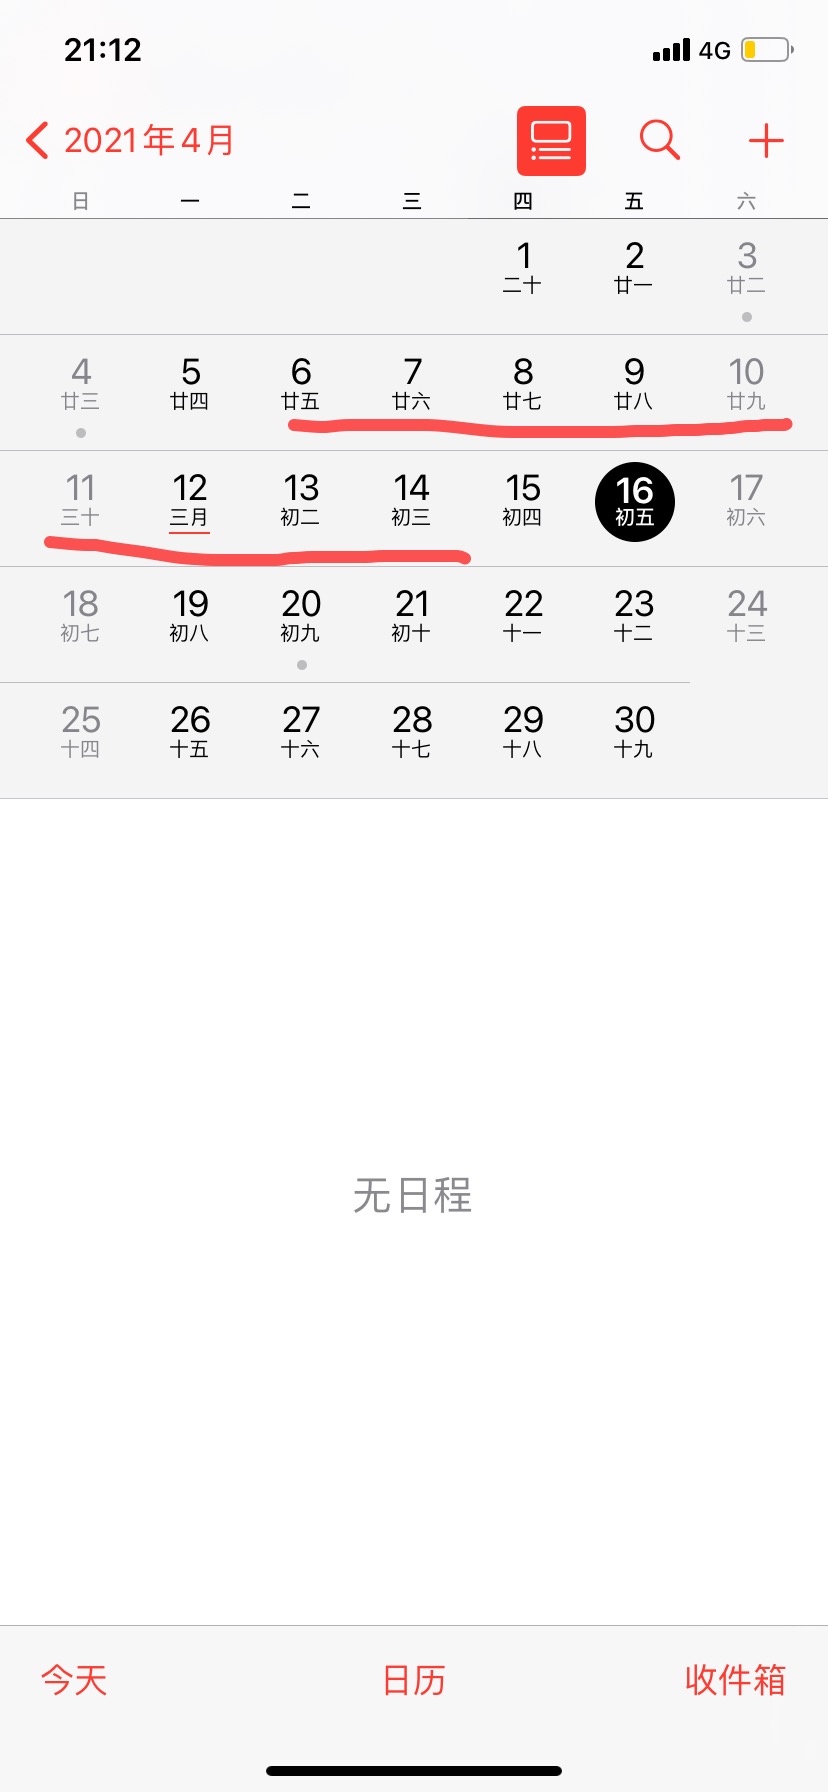 21:12 4G
2021年4月
日 一 二 三 四 五 六
1 2 3
二十 廿一 廿二
4 5 6 7 8 9 10
廿三 廿四 廿五 廿六 廿七 廿八 廿九
11 12 13 14 15 16 17
三十 三月 初二 初三 初四 初五 初六
18 19 20 21 22 23 24
初七 初八 初九 初十 十一 十二 十三
25 26 27 28 29 30
十四 十五 十六 十七 十八 十九
无日程
今天 日历 收件箱